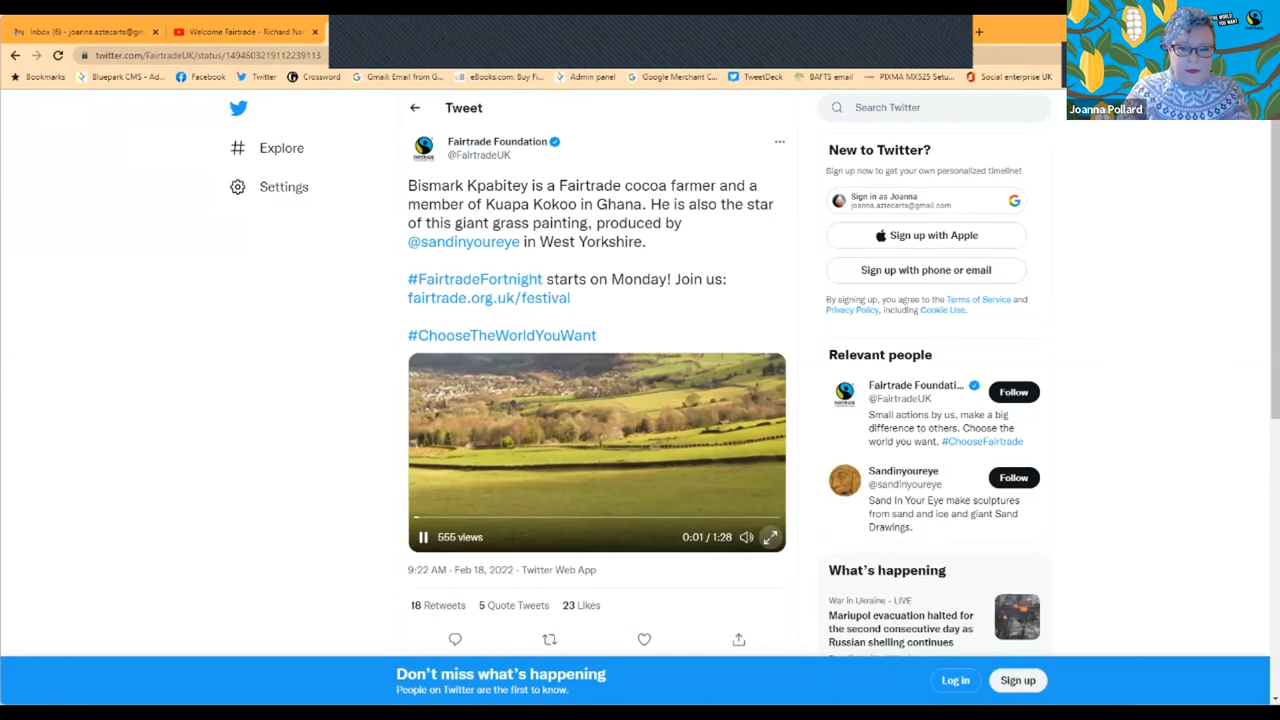 Inbox (6) - joanna.aztecarts@gm
Welcome Fairtrade - Richard Nar
twitter.com/FairtradeUK/status/1494603219112239113
Bookmarks
Bluepark CMS - Ad...
Facebook
Twitter
Crossword
Gmail: Email from G...
eBooks.com: Buy Fi...
Admin panel
Google Merchant C...
TweetDeck
BAFTS email
PIXMA MX525 Setu...
Social enterprise UK
THE WORLD
YOU WANT
Joanna Pollard
Tweet
Search Twitter
Explore
Settings
Fairtrade Foundation
@FairtradeUK
Bismark Kpabitey is a Fairtrade cocoa farmer and a
member of Kuapa Kokoo in Ghana. He is also the star
of this giant grass painting, produced by
@sandinyoureye in West Yorkshire.
#FairtradeFortnight starts on Monday! Join us:
fairtrade.org.uk/festival
#ChooseTheWorldYouWant
555 views
0:01 / 1:28
9:22 AM · Feb 18, 2022 · Twitter Web App
18 Retweets 5 Quote Tweets 23 Likes
New to Twitter?
Sign up now to get your own personalized timeline!
Sign in as Joanna
joanna.aztecarts@gmail.com
Sign up with Apple
Sign up with phone or email
By signing up, you agree to the Terms of Service and
Privacy Policy, including Cookie Use.
Relevant people
Fairtrade Foundati...
@FairtradeUK
Follow
Small actions by us, make a big
difference to others. Choose the
world you want. #ChooseFairtrade
Sandinyoureye
@sandinyoureye
Follow
Sand In Your Eye make sculptures
from sand and ice and giant Sand
Drawings.
What's happening
War in Ukraine · LIVE
Mariupol evacuation halted for
the second consecutive day as
Russian shelling continues
Don't miss what's happening
People on Twitter are the first to know.
Log in
Sign up